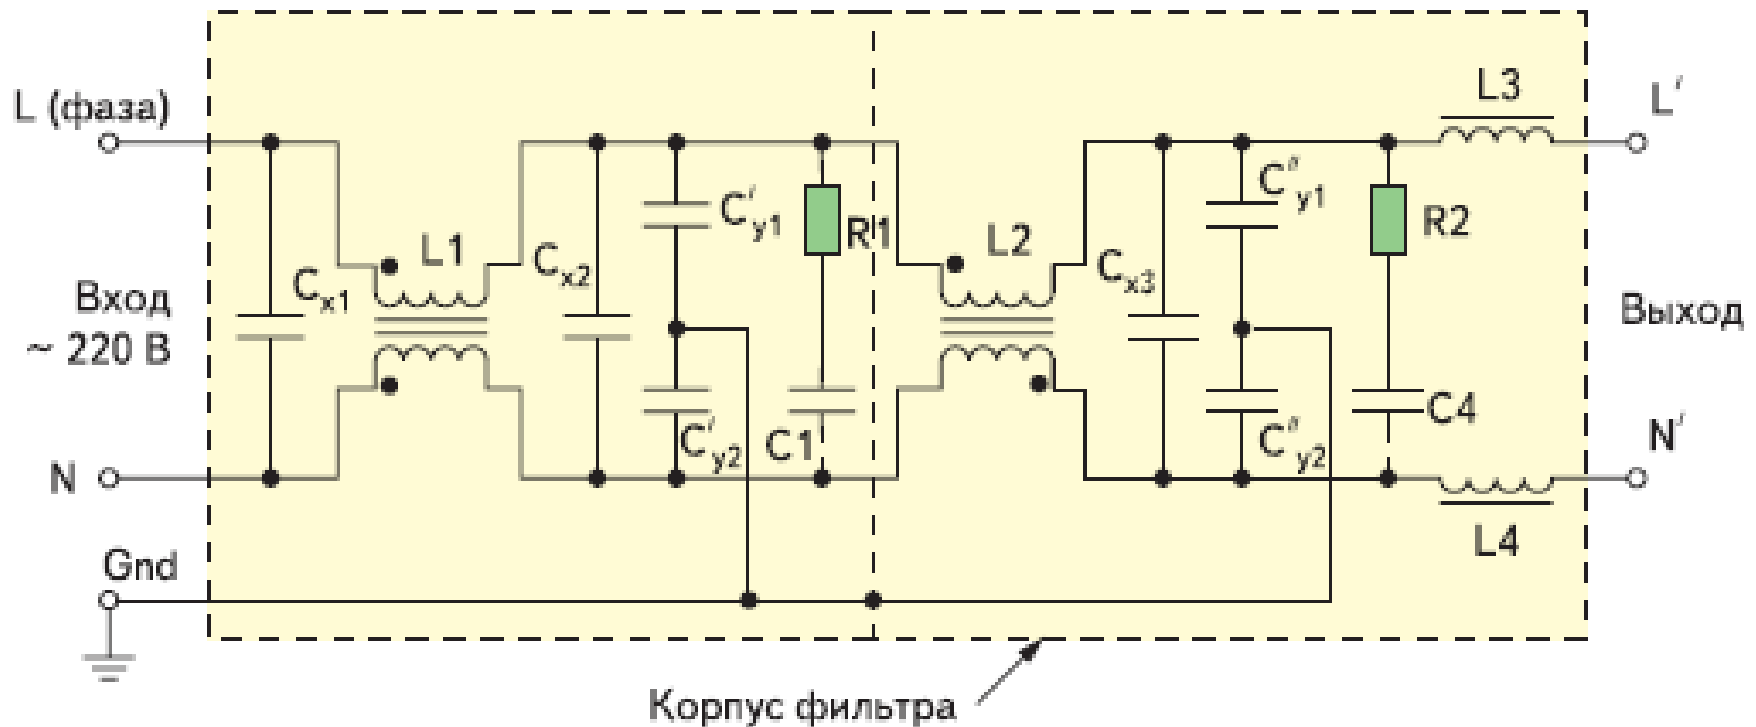 L (фаза)
L3
L′
C′y1
C″y1
R1
R2
L1
Cx2
L2
Cx3
Cx1
Вход
~ 220 В
Выход
C′y2
C1
C″y2
C4
N
N′
L4
Gnd
Корпус фильтра